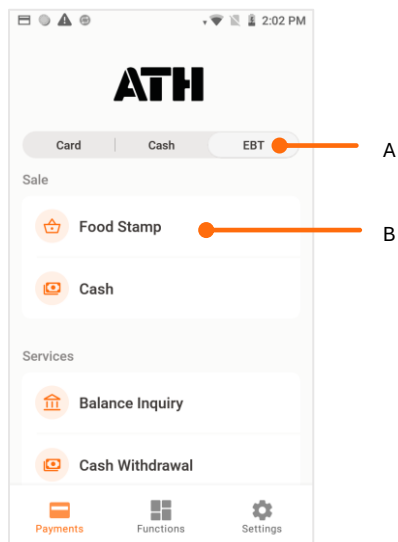 2:02 PM
ATH
Card Cash EBT
A
Sale
Food Stamp
B
Cash
Services
Balance Inquiry
Cash Withdrawal
Payments Functions Settings